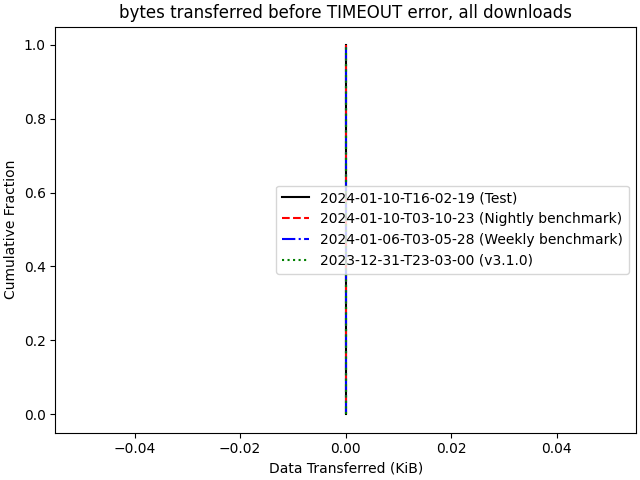 bytes transferred before TIMEOUT error, all downloads
1.0
0.8
0.6
0.4
0.2
0.0
Cumulative Fraction
2024-01-10-T16-02-19 (Test)
2024-01-10-T03-10-23 (Nightly benchmark)
2024-01-06-T03-05-28 (Weekly benchmark)
2023-12-31-T23-03-00 (v3.1.0)
−0.04 −0.02 0.00 0.02 0.04
Data Transferred (KiB)